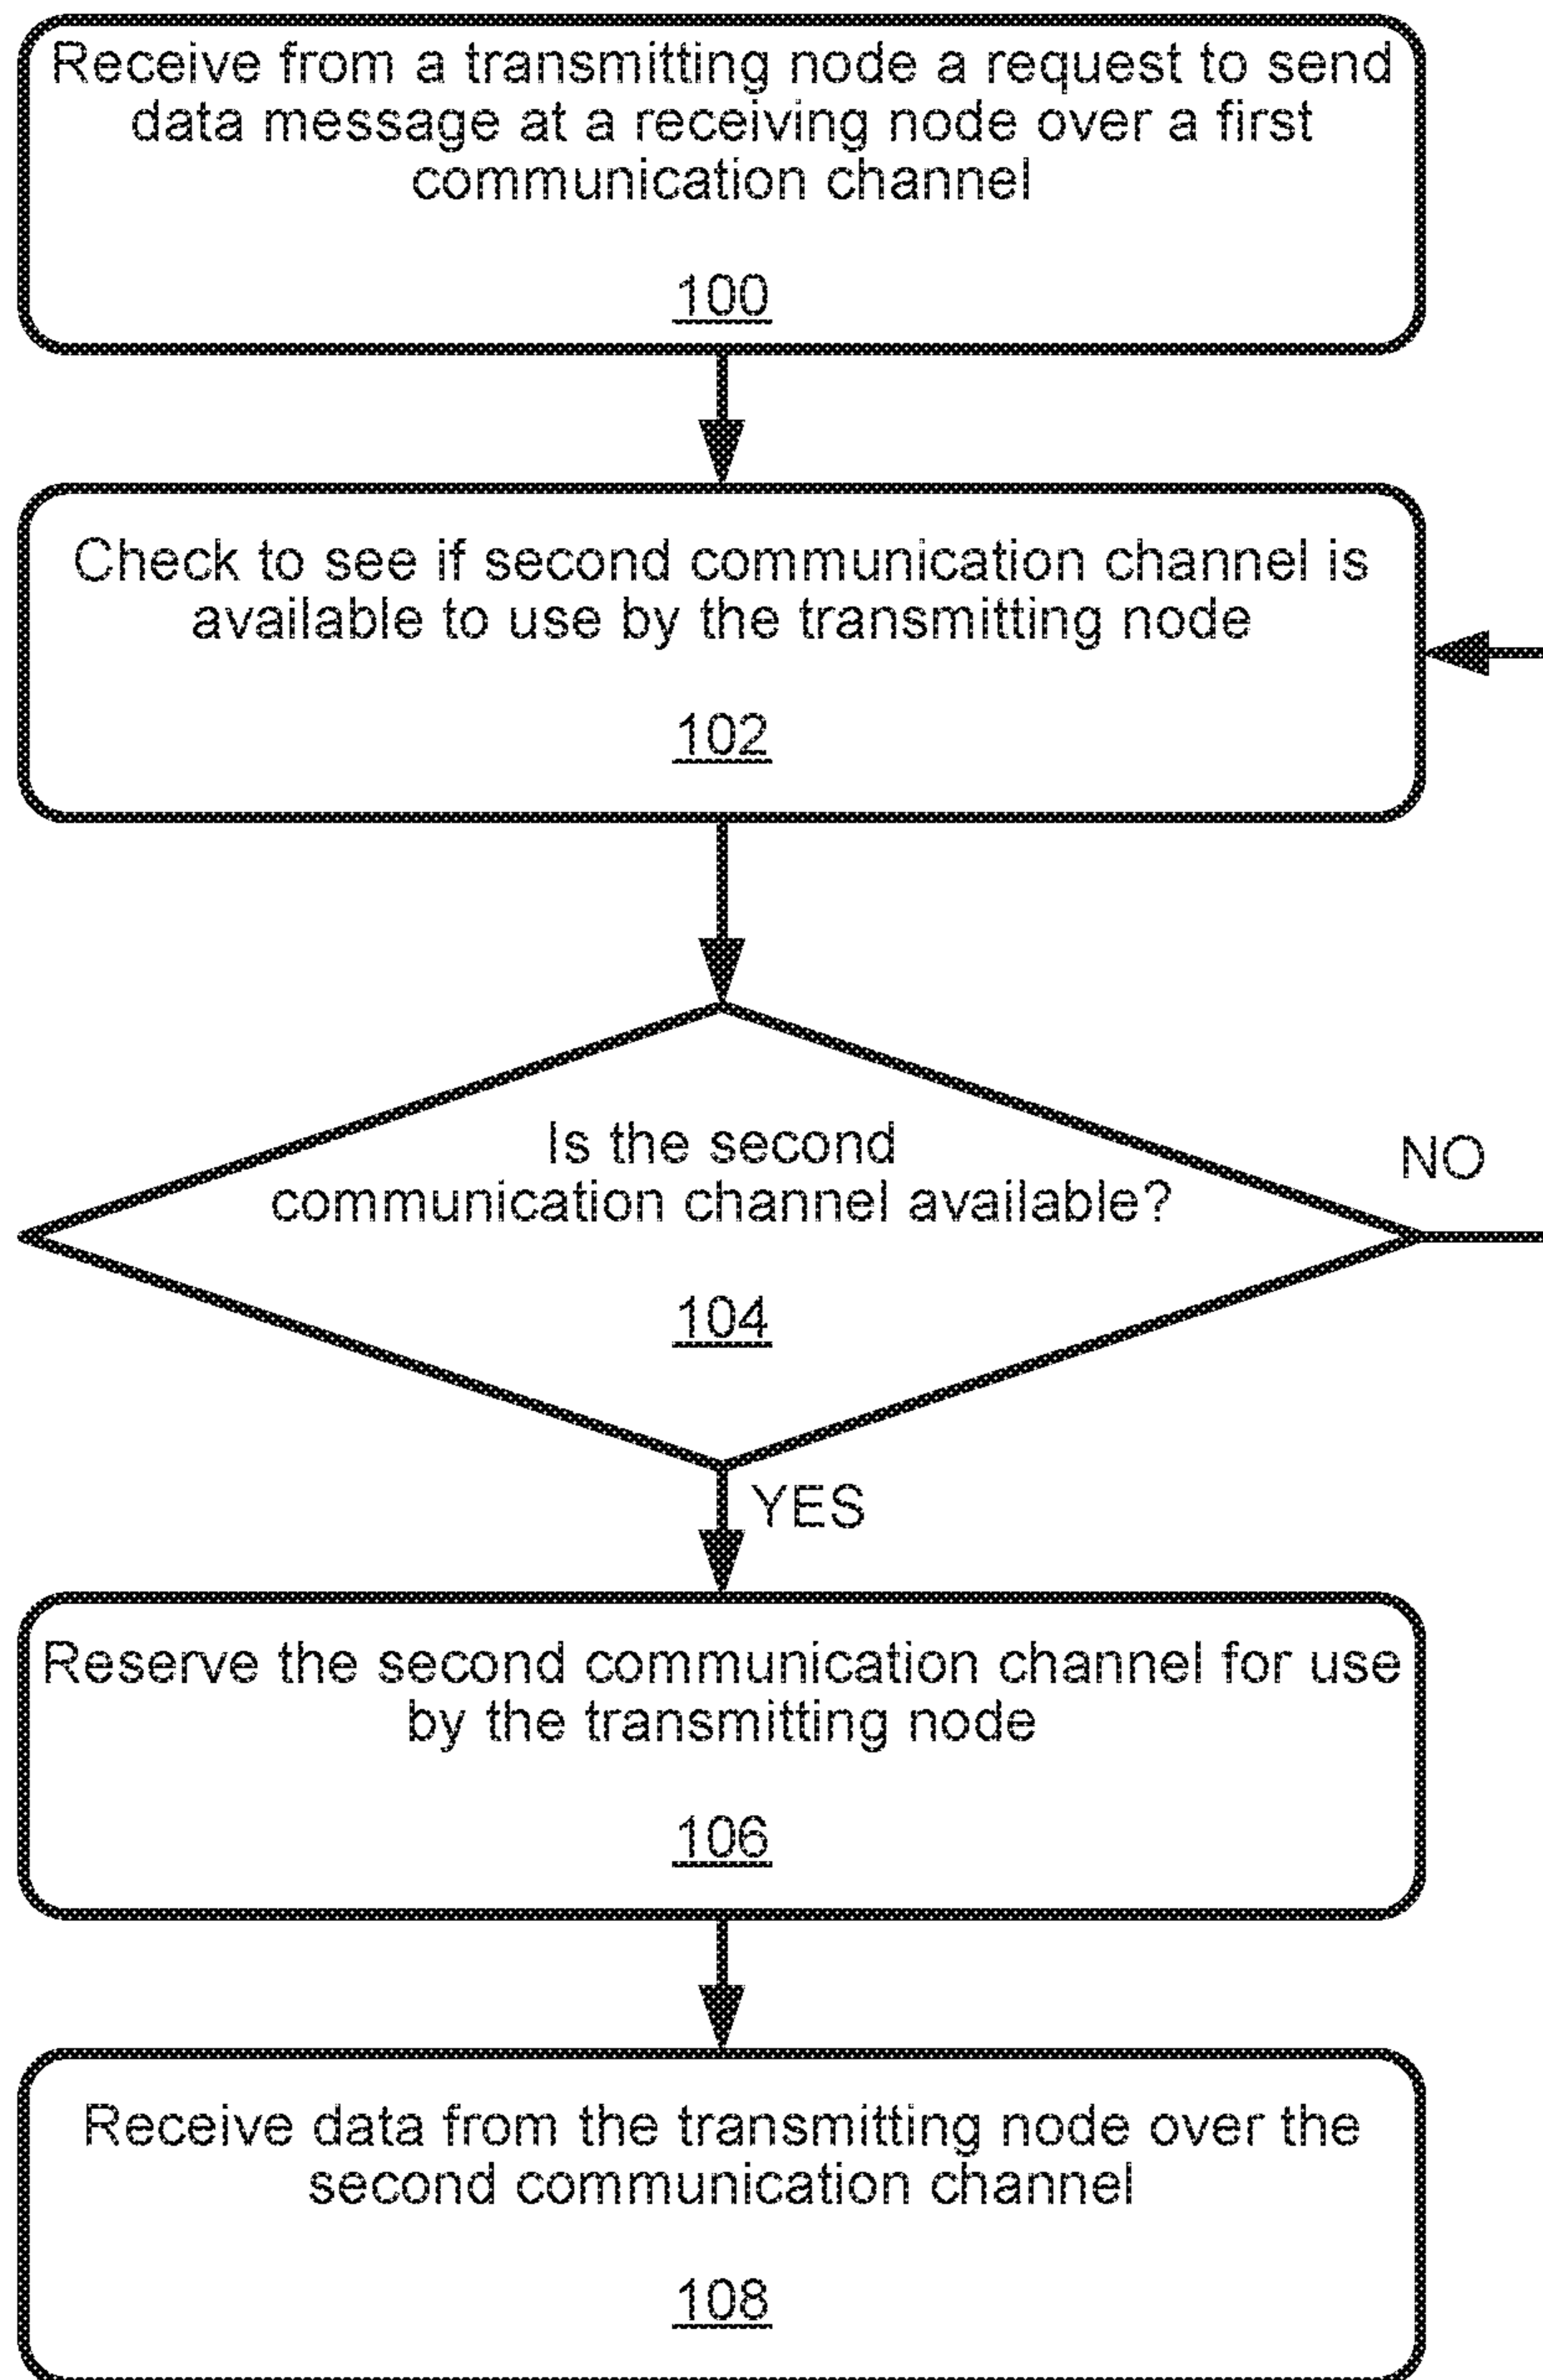 Receive from a transmitting node a request to send
data message at a receiving node over a first
communication channel
100
Check to see if second communication channel is
available to use by the transmitting node
102
Is the second
communication channel available?
104
NO
YES
Reserve the second communication channel for use
by the transmitting node
106
Receive data from the transmitting node over the
second communication channel
108